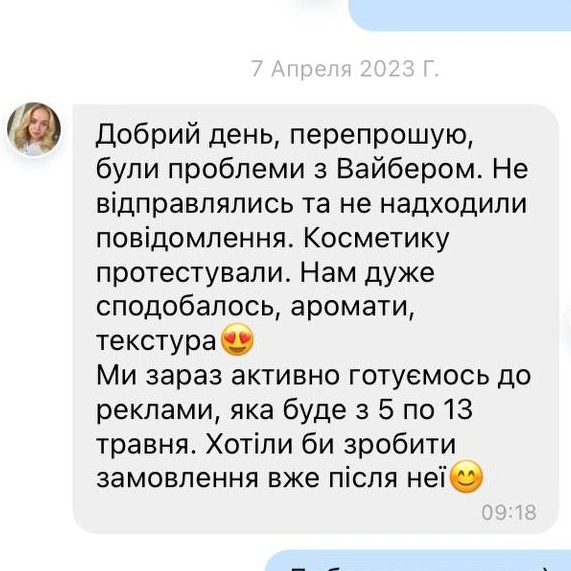 7 Апреля 2023 Г.
Добрий день, перепрошую,
були проблеми з Вайбером. Не
відправлялись та не надходили
повідомлення. Косметику
протестували. Нам дуже
сподобалось, аромати,
текстура😍
Ми зараз активно готуємось до
реклами, яка буде з 5 по 13
травня. Хотіли би зробити
замовлення вже після неї😊
09:18